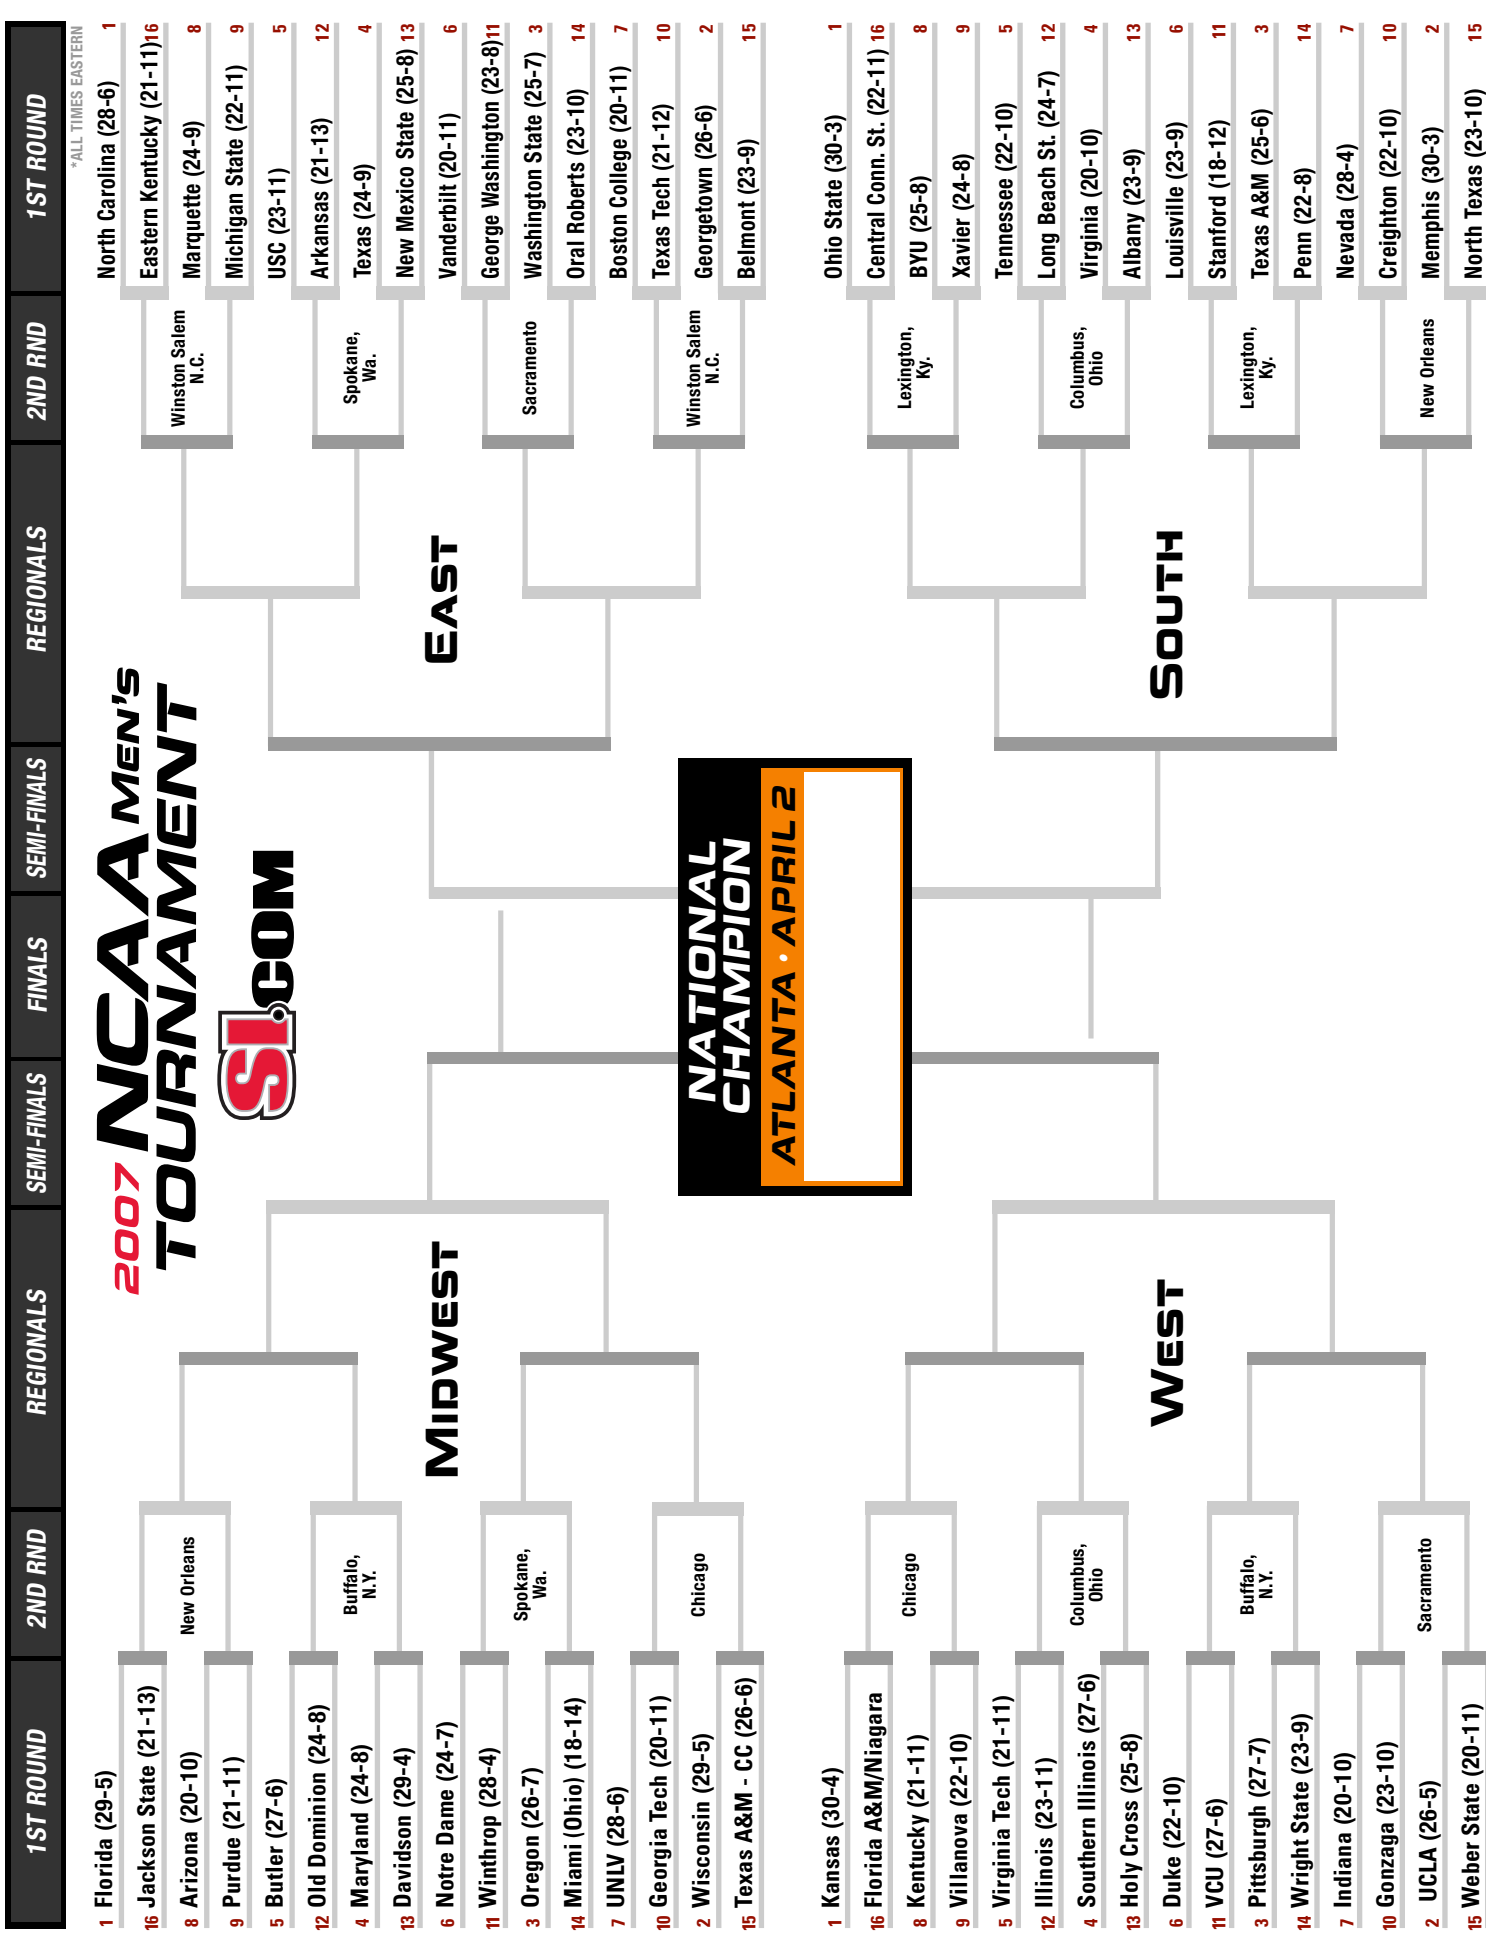 1ST ROUND
2ND RND
REGIONALS
SEMI-FINALS
FINALS
SEMI-FINALS
REGIONALS
2ND RND
1ST ROUND
*ALL TIMES EASTERN
2007 NCAA MEN'S
TOURNAMENT
SI.COM
1 Florida (29-5)
16 Jackson State (21-13)
8 Arizona (20-10)
9 Purdue (21-11)
5 Butler (27-6)
12 Old Dominion (24-8)
4 Maryland (24-8)
13 Davidson (29-4)
6 Notre Dame (24-7)
11 Winthrop (28-4)
3 Oregon (26-7)
14 Miami (Ohio) (18-14)
7 UNLV (28-6)
10 Georgia Tech (20-11)
2 Wisconsin (29-5)
15 Texas A&M - CC (26-6)
New Orleans
Buffalo,
N.Y.
Spokane,
Wa.
Chicago
MIDWEST
1 Kansas (30-4)
16 Florida A&M/Niagara
8 Kentucky (21-11)
9 Villanova (22-10)
5 Virginia Tech (21-11)
12 Illinois (23-11)
4 Southern Illinois (27-6)
13 Holy Cross (25-8)
6 Duke (22-10)
11 VCU (27-6)
3 Pittsburgh (27-7)
14 Wright State (23-9)
7 Indiana (20-10)
10 Gonzaga (23-10)
2 UCLA (26-5)
15 Weber State (20-11)
Chicago
Columbus,
Ohio
Buffalo,
N.Y.
Sacramento
WEST
NATIONAL
CHAMPION
ATLANTA · APRIL 2
EAST
Winston Salem
N.C.
Spokane,
Wa.
Sacramento
Winston Salem
N.C.
North Carolina (28-6) 1
Eastern Kentucky (21-11) 16
Marquette (24-9) 8
Michigan State (22-11) 9
USC (23-11) 5
Arkansas (21-13) 12
Texas (24-9) 4
New Mexico State (25-8) 13
Vanderbilt (20-11) 6
George Washington (23-8) 11
Washington State (25-7) 3
Oral Roberts (23-10) 14
Boston College (20-11) 7
Texas Tech (21-12) 10
Georgetown (26-6) 2
Belmont (23-9) 15
SOUTH
Lexington,
Ky.
Columbus,
Ohio
Lexington,
Ky.
New Orleans
Ohio State (30-3) 1
Central Conn. St. (22-11) 16
BYU (25-8) 8
Xavier (24-8) 9
Tennessee (22-10) 5
Long Beach St. (24-7) 12
Virginia (20-10) 4
Albany (23-9) 13
Louisville (23-9) 6
Stanford (18-12) 11
Texas A&M (25-6) 3
Penn (22-8) 14
Nevada (28-4) 7
Creighton (22-10) 10
Memphis (30-3) 2
North Texas (23-10) 15